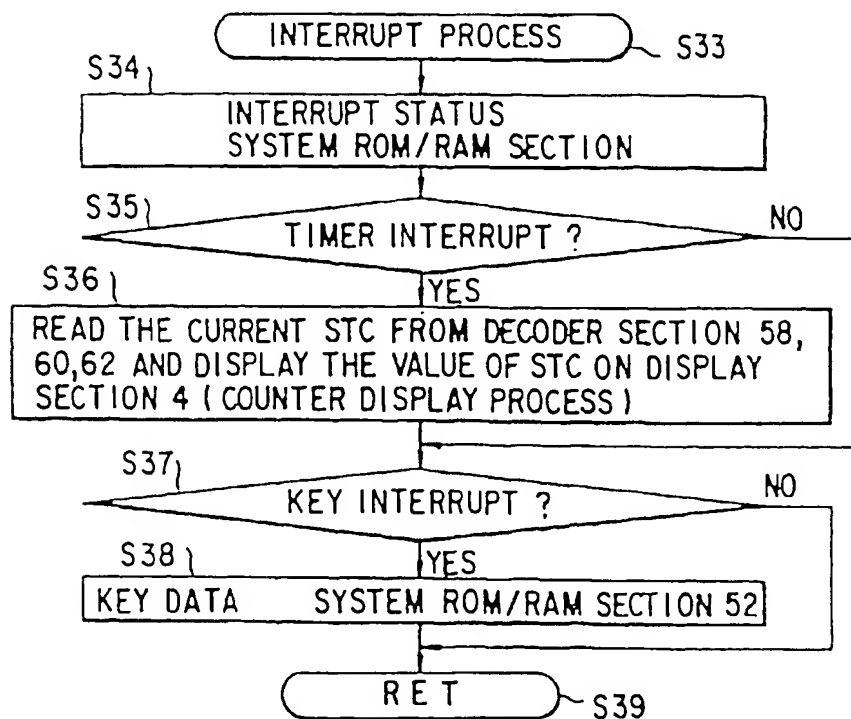 INTERRUPT PROCESS
S33
S34
INTERRUPT STATUS
SYSTEM ROM/RAM SECTION
S35
TIMER INTERRUPT ?
NO
YES
S36
READ THE CURRENT STC FROM DECODER SECTION 58,
60,62 AND DISPLAY THE VALUE OF STC ON DISPLAY
SECTION 4 (COUNTER DISPLAY PROCESS)
S37
KEY INTERRUPT ?
NO
YES
S38
KEY DATA SYSTEM ROM/RAM SECTION 52
RET
S39